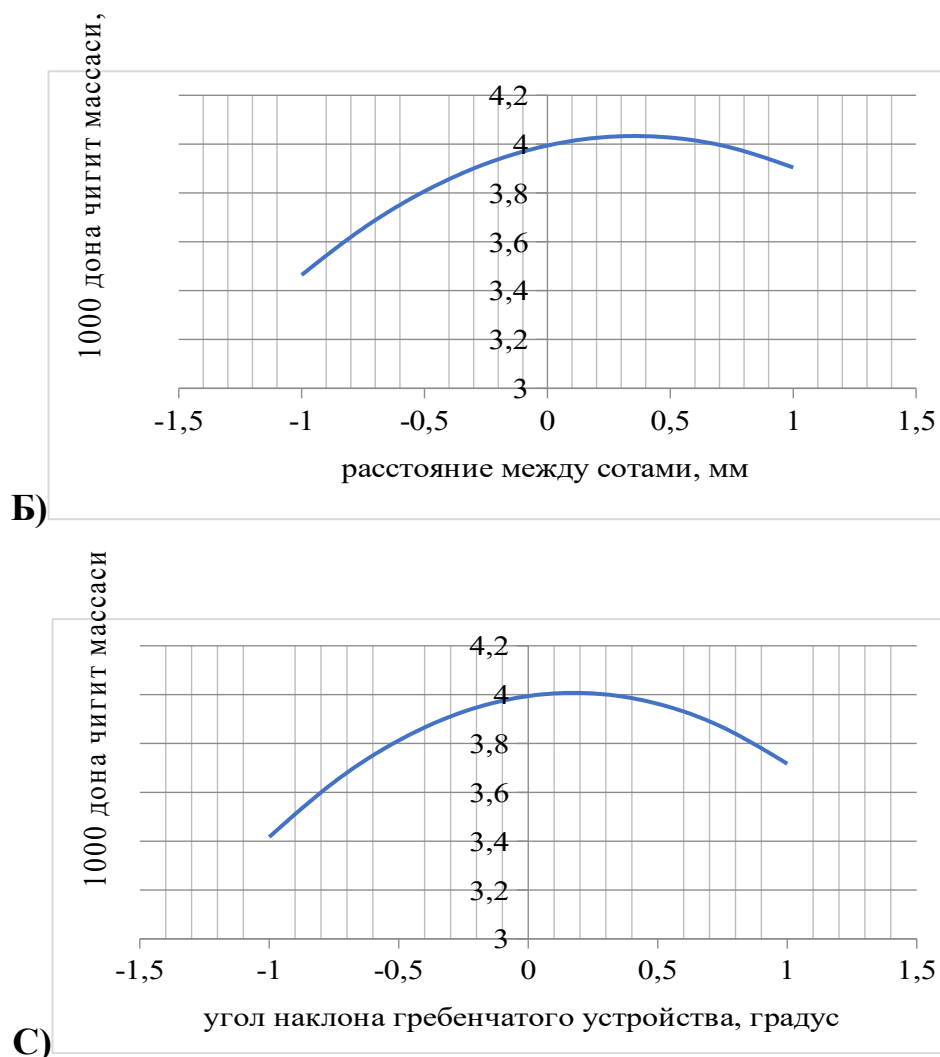 1000 дона чигит массаси,
4,2
4
3,8
3,6
3,4
3,2
3
-1,5 -1 -0,5 0 0,5 1 1,5
расстояние между сотами, мм
Б)
1000 дона чигит массаси
4,2
4
3,8
3,6
3,4
3,2
3
-1,5 -1 -0,5 0 0,5 1 1,5
угол наклона гребенчатого устройства, градус
С)